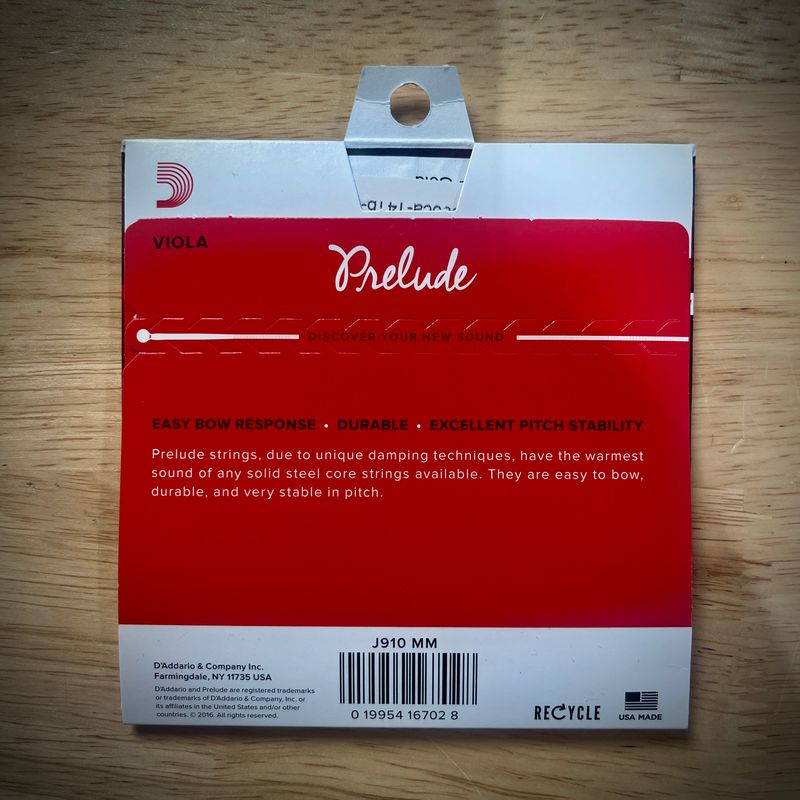 VIOLA
Prelude
DISCOVER YOUR NEW SOUND
EASY BOW RESPONSE • DURABLE • EXCELLENT PITCH STABILITY
Prelude strings, due to unique damping techniques, have the warmest
sound of any solid steel core strings available. They are easy to bow,
durable, and very stable in pitch.
J910 MM
D'Addario & Company Inc.
Farmingdale, NY 11735 USA
D'Addario and Prelude are registered trademarks
or trademarks of D'Addario & Company, Inc. or
its affiliates in the United States and/or other
countries. © 2016. All rights reserved.
0 19954 16702 8
RECYCLE
USA MADE